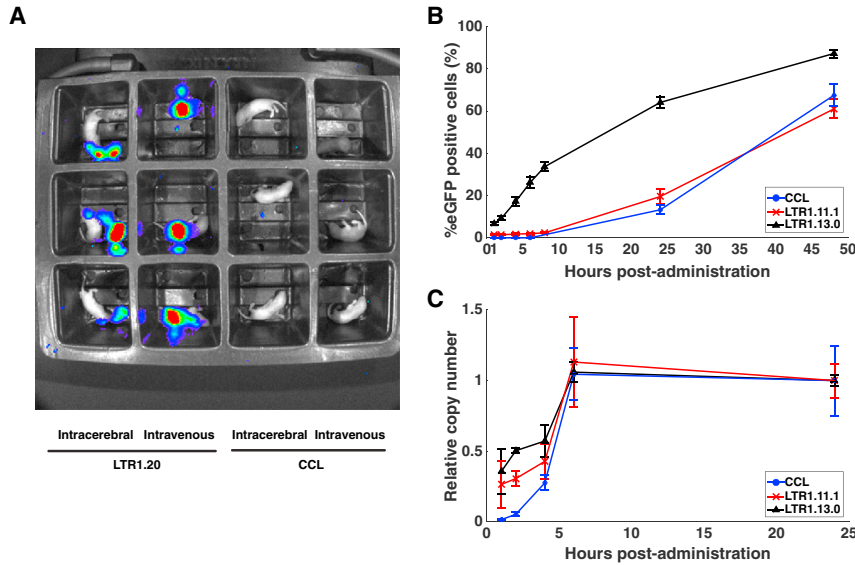 A
Intracerebral Intravenous Intracerebral Intravenous
LTR1.20 CCL
B
%eGFP positive cells (%)
100
80
60
40
20
0
0 1 5 10 15 20 25 30 35 40 45 50
Hours post-administration
CCL
LTR1.11.1
LTR1.13.0
C
Relative copy number
1.5
1
0.5
0
0 5 10 15 20 25
Hours post-administration
CCL
LTR1.11.1
LTR1.13.0